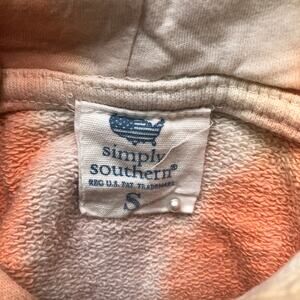 simply
southern®
REG U.S. PAT. TRADEMARK
S